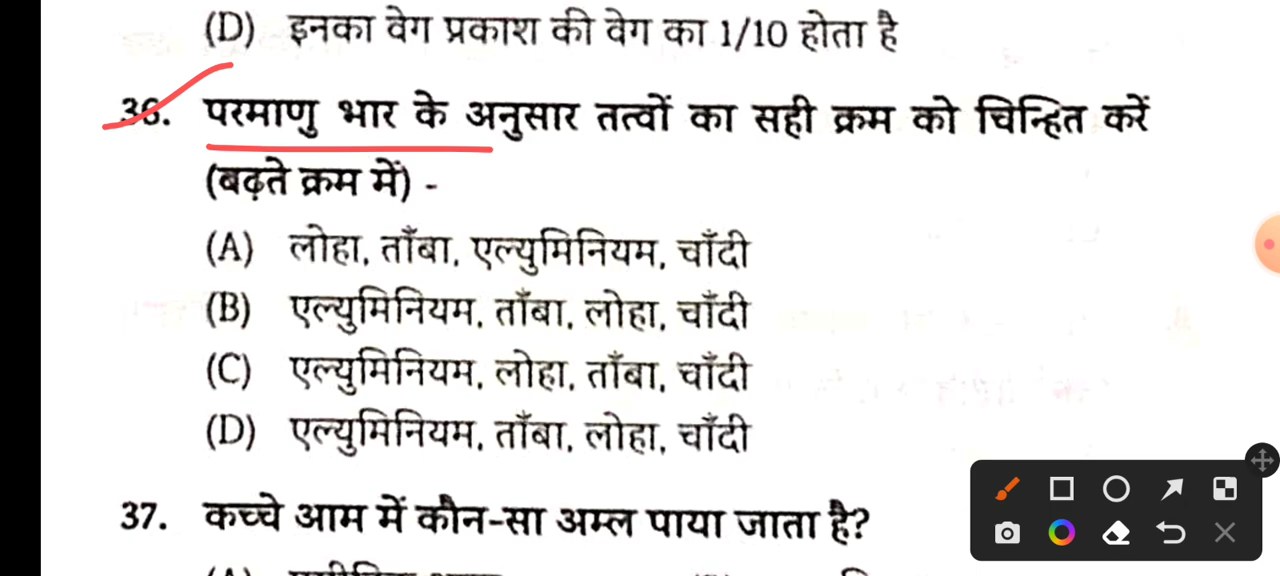 (D) इनका वेग प्रकाश की वेग का 1/10 होता है
36. परमाणु भार के अनुसार तत्वों का सही क्रम को चिन्हित करें
(बढ़ते क्रम में) -
(A) लोहा, ताँबा, एल्युमिनियम, चाँदी
(B) एल्युमिनियम, ताँबा, लोहा, चाँदी
(C) एल्युमिनियम, लोहा, ताँबा, चाँदी
(D) एल्युमिनियम, ताँबा, लोहा, चाँदी
37. कच्चे आम में कौन-सा अम्ल पाया जाता है?